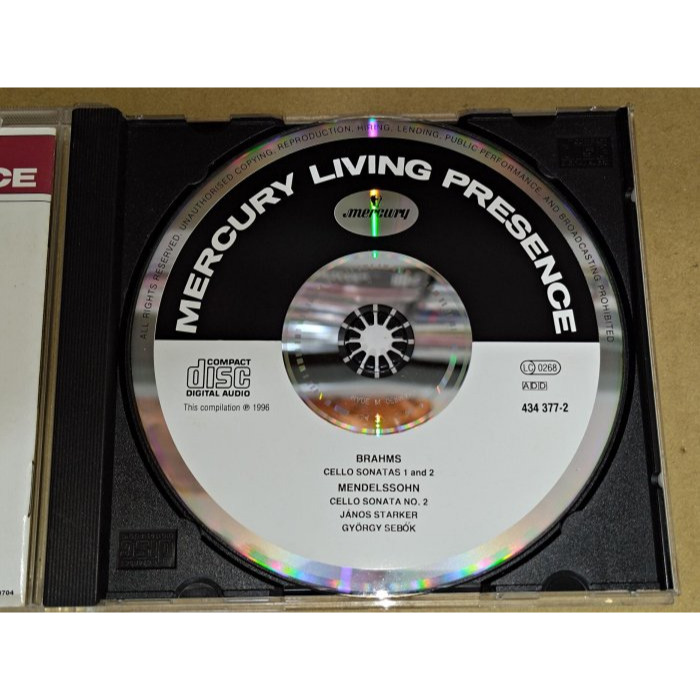 CE
ALL RIGHTS RESERVED. UNAUTHORISED COPYING, REPRODUCTION, HIRING, LENDING, PUBLIC PERFORMANCE, AND BROADCASTING PROHIBITED
MERCURY LIVING PRESENCE
mercury
COMPACT
disc
DIGITAL AUDIO
This compilation ℗ 1996
LC 0268
ADD
434 377-2
BRAHMS
CELLO SONATAS 1 and 2
MENDELSSOHN
CELLO SONATA NO. 2
JÁNOS STARKER
GYÖRGY SEBŐK